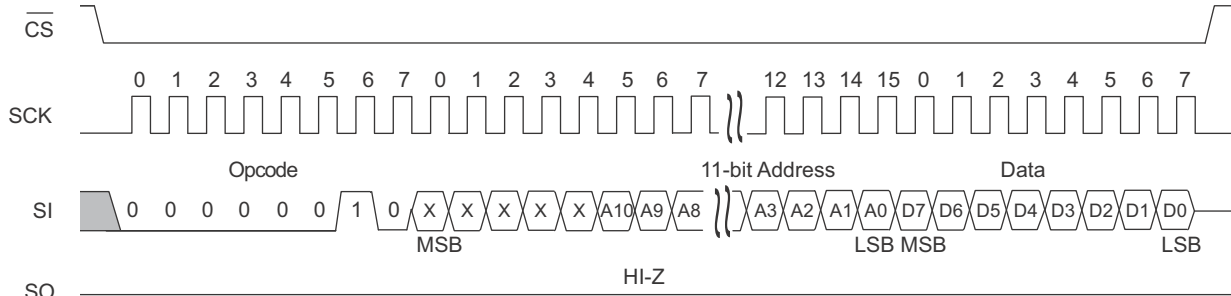 CS
0 1 2 3 4 5 6 7 0 1 2 3 4 5 6 7 12 13 14 15 0 1 2 3 4 5 6 7
SCK
Opcode 11-bit Address Data
SI 0 0 0 0 0 0 1 0 X X X X X A10 A9 A8 A3 A2 A1 A0 D7 D6 D5 D4 D3 D2 D1 D0
MSB LSB MSB LSB
HI-Z
SO